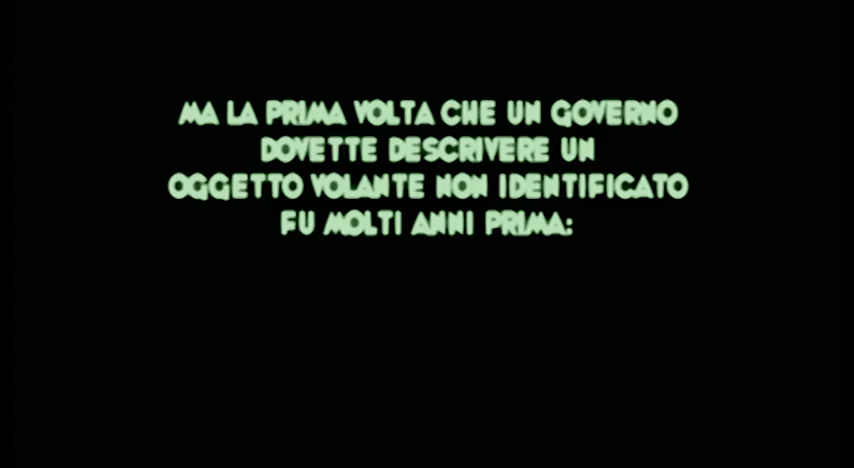 MA LA PRIMA VOLTA CHE UN GOVERNO
DOVETTE DESCRIVERE UN
OGGETTO VOLANTE NON IDENTIFICATO
FU MOLTI ANNI PRIMA: